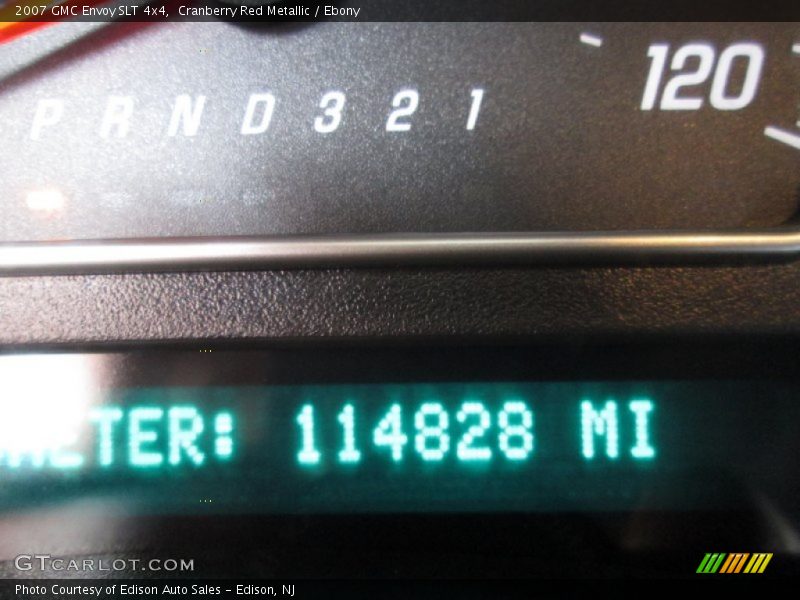 2007 GMC Envoy SLT 4x4, Cranberry Red Metallic / Ebony
120
P R N D 3 2 1
METER: 114828 MI
GTCARLOT.COM
Photo Courtesy of Edison Auto Sales - Edison, NJ